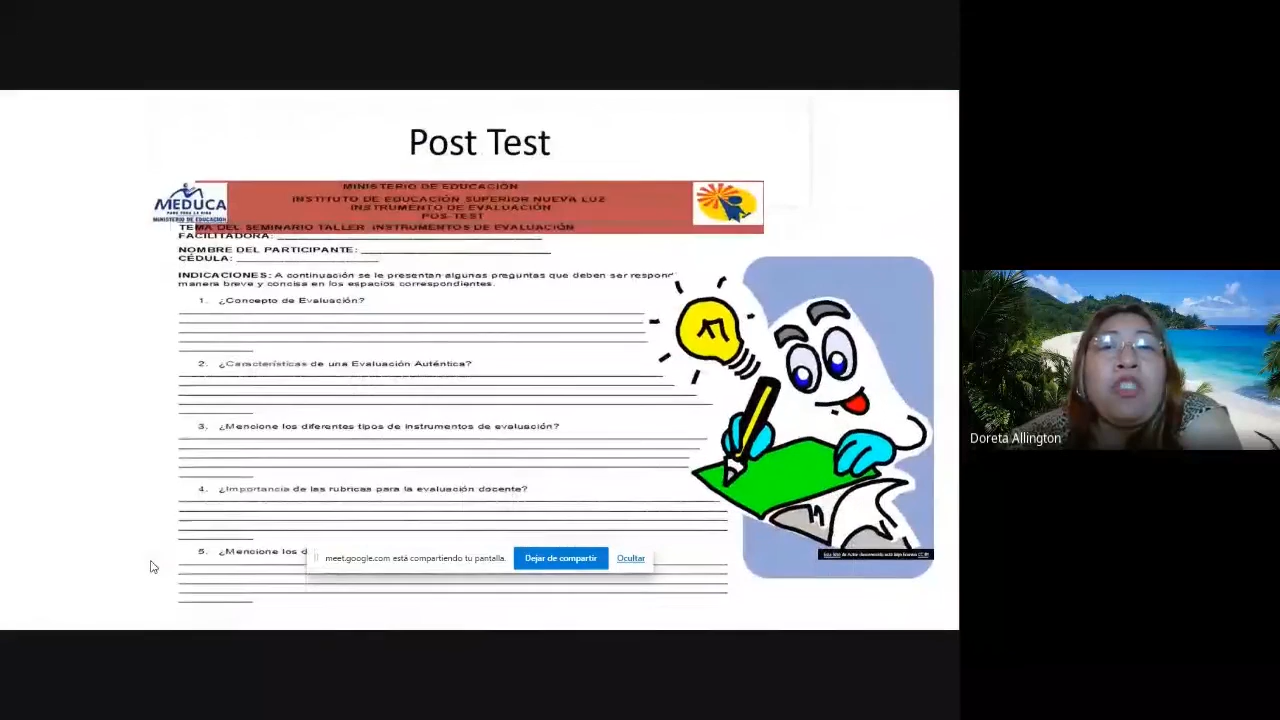 Post Test
MEDUCA
MINISTERIO DE EDUCACIÓN
MINISTERIO DE EDUCACIÓN
INSTITUTO DE EDUCACIÓN SUPERIOR NUEVA LUZ
INSTRUMENTO DE EVALUACIÓN
POS-TEST
TEMA DEL SEMINARIO TALLER INSTRUMENTOS DE EVALUACIÓN
FACILITADORA:
NOMBRE DEL PARTICIPANTE:
CÉDULA:
INDICACIONES: A continuación se le presentan algunas preguntas que deben ser respond
manera breve y concisa en los espacios correspondientes.
1. ¿Concepto de Evaluación?
2. ¿Características de una Evaluación Auténtica?
3. ¿Mencione los diferentes tipos de instrumentos de evaluación?
4. ¿Importancia de las rubricas para la evaluación docente?
5. ¿Mencione los d
meet.google.com está compartiendo tu pantalla.
Dejar de compartir
Ocultar
Doreta Allington